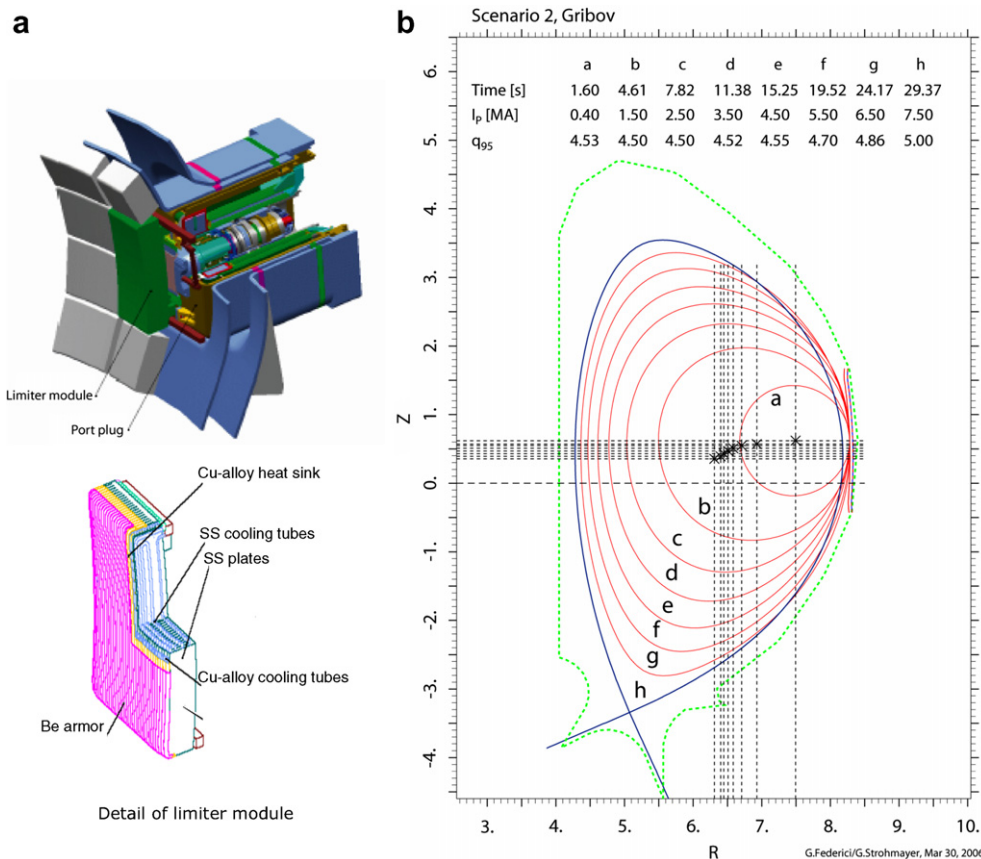 a
Limiter module
Port plug
Cu-alloy heat sink
SS cooling tubes
SS plates
Cu-alloy cooling tubes
Be armor
Detail of limiter module
b
Scenario 2, Gribov
a b c d e f g h
Time [s] 1.60 4.61 7.82 11.38 15.25 19.52 24.17 29.37
IP [MA] 0.40 1.50 2.50 3.50 4.50 5.50 6.50 7.50
q95 4.53 4.50 4.50 4.52 4.55 4.70 4.86 5.00
6.
5.
4.
3.
2.
1.
0.
-1.
-2.
-3.
-4.
Z
a
b
c
d
e
f
g
h
3. 4. 5. 6. 7. 8. 9. 10.
R
G.Federici/G.Strohmayer, Mar 30, 2006